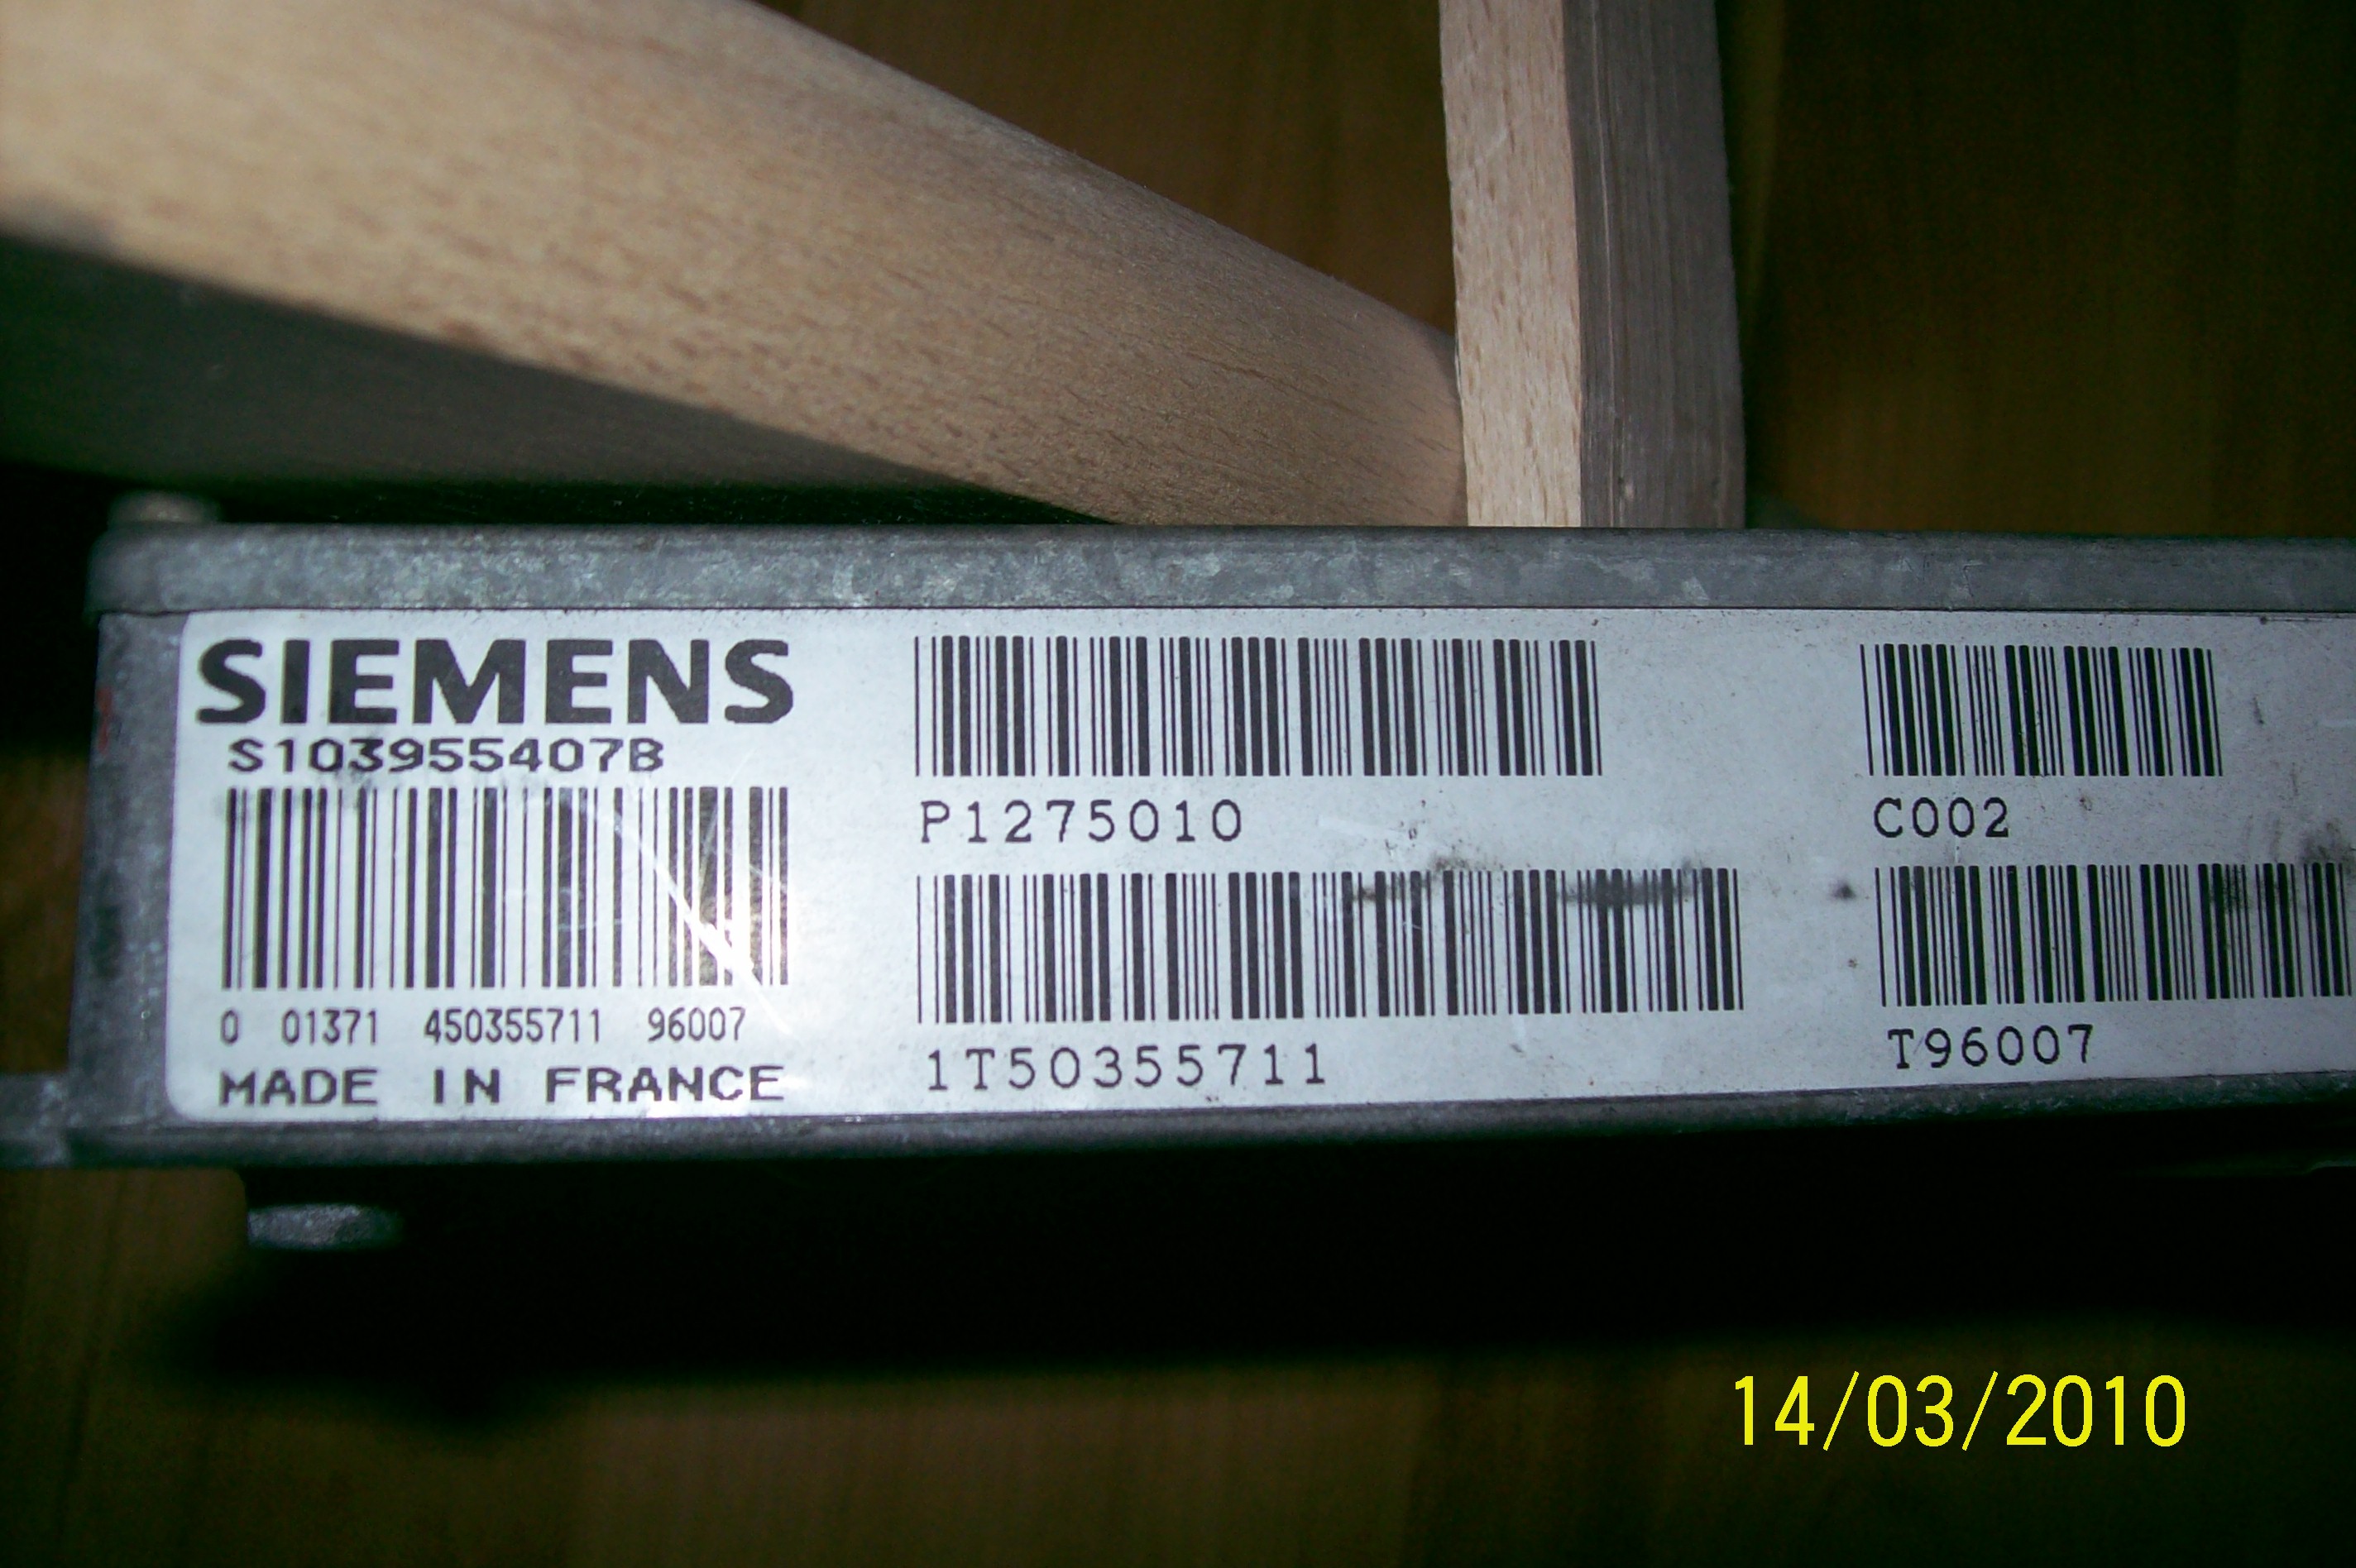 SIEMENS
S103955407B
0 01371 450355711 96007
MADE IN FRANCE
P1275010
1T50355711
C002
T96007
14/03/2010